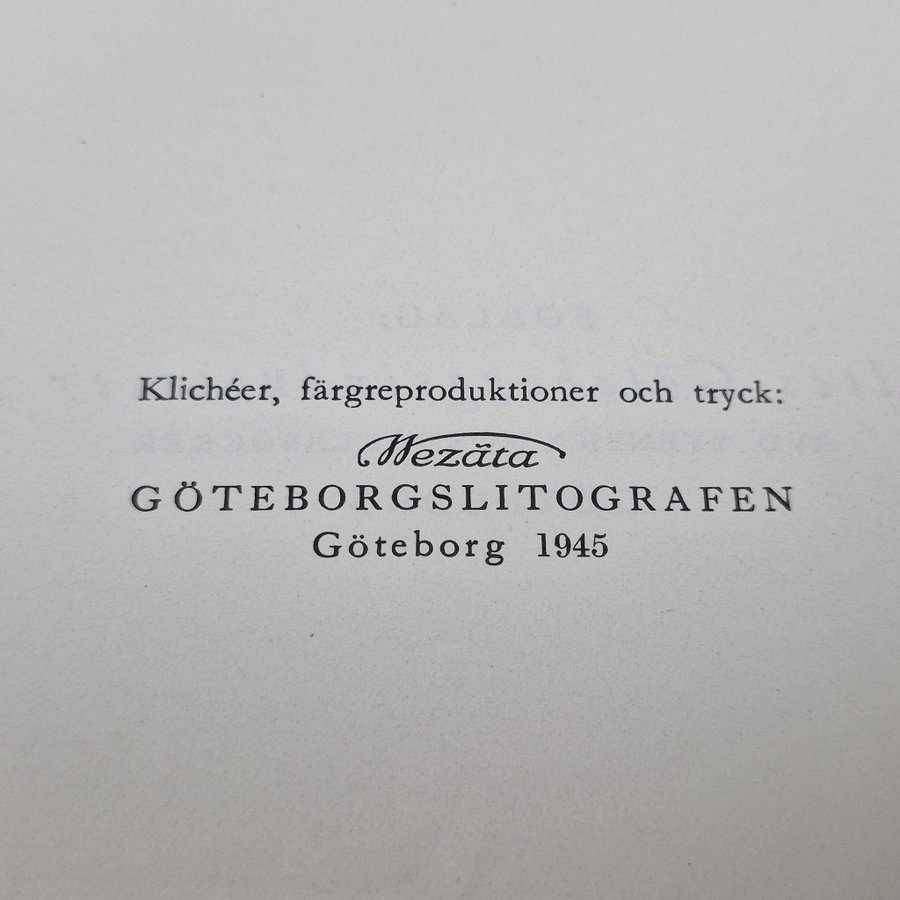 Klichéer, färgreproduktioner och tryck:
Wezäta
GÖTEBORGSLITOGRAFEN
Göteborg 1945